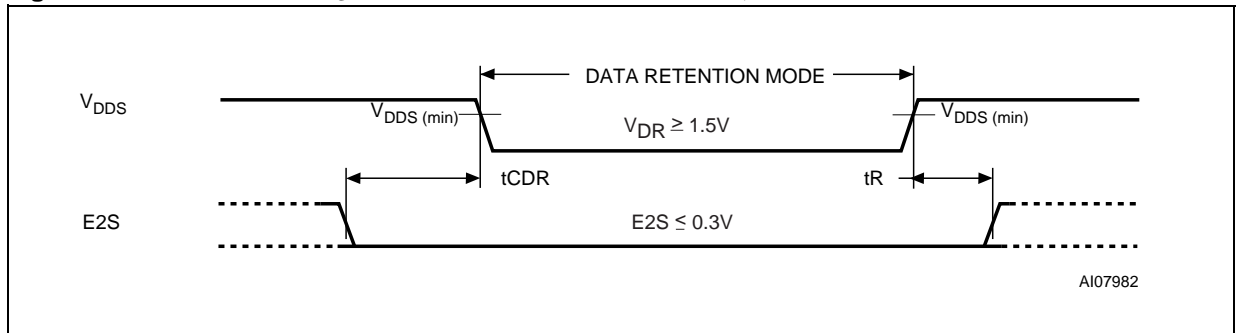 DATA RETENTION MODE
VDDS
VDDS (min)
VDR ≥ 1.5V
VDDS (min)
tCDR
tR
E2S
E2S ≤ 0.3V
AI07982